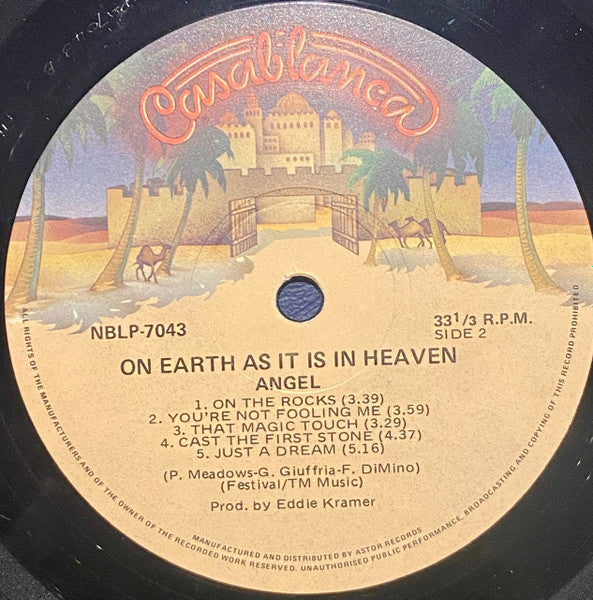 Casablanca
NBLP-7043
33 1/3 R.P.M.
SIDE 2
ON EARTH AS IT IS IN HEAVEN
ANGEL
1. ON THE ROCKS (3.39)
2. YOU'RE NOT FOOLING ME (3.59)
3. THAT MAGIC TOUCH (3.29)
4. CAST THE FIRST STONE (4.37)
5. JUST A DREAM (5.16)
(P. Meadows-G. Giuffria-F. DiMino)
(Festival/TM Music)
Prod. by Eddie Kramer
MANUFACTURED AND DISTRIBUTED BY ASTOR RECORDS
ALL RIGHTS OF THE MANUFACTURERS AND OF THE OWNER OF THE RECORDED WORK RESERVED. UNAUTHORISED PUBLIC PERFORMANCE, BROADCASTING AND COPYING OF THIS RECORD PROHIBITED